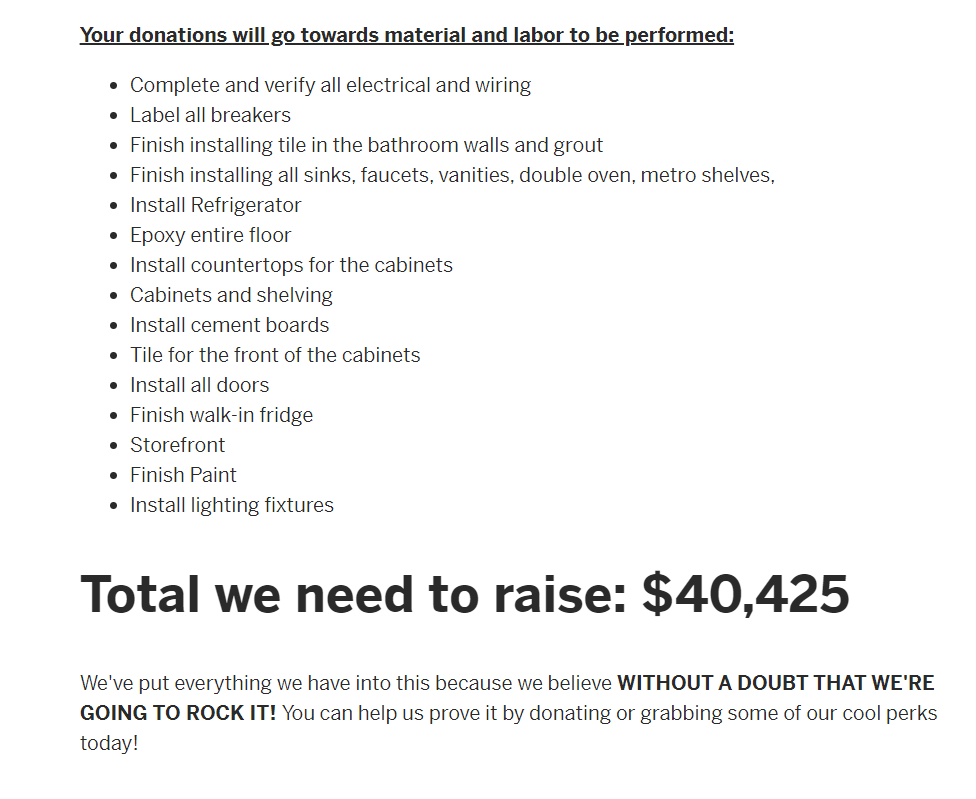 Your donations will go towards material and labor to be performed:
• Complete and verify all electrical and wiring
• Label all breakers
• Finish installing tile in the bathroom walls and grout
• Finish installing all sinks, faucets, vanities, double oven, metro shelves,
• Install Refrigerator
• Epoxy entire floor
• Install countertops for the cabinets
• Cabinets and shelving
• Install cement boards
• Tile for the front of the cabinets
• Install all doors
• Finish walk-in fridge
• Storefront
• Finish Paint
• Install lighting fixtures
Total we need to raise: $40,425
We've put everything we have into this because we believe WITHOUT A DOUBT THAT WE'RE
GOING TO ROCK IT! You can help us prove it by donating or grabbing some of our cool perks
today!